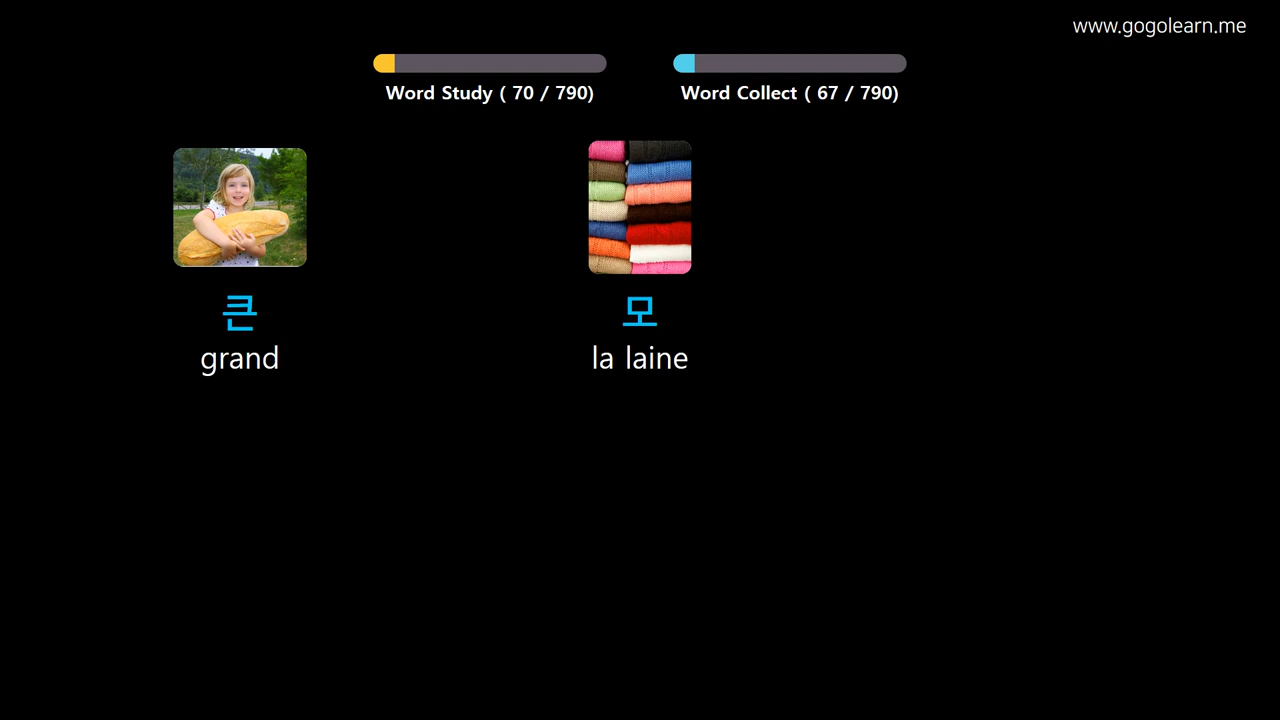 www.gogolearn.me
Word Study ( 70 / 790)
Word Collect ( 67 / 790)
큰
grand
모
la laine